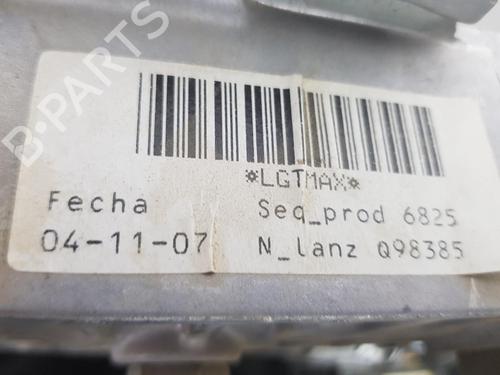 B-PARTS
*LGTMAX*
Fecha Seq_prod 6825
04-11-07 N_lanz Q98385